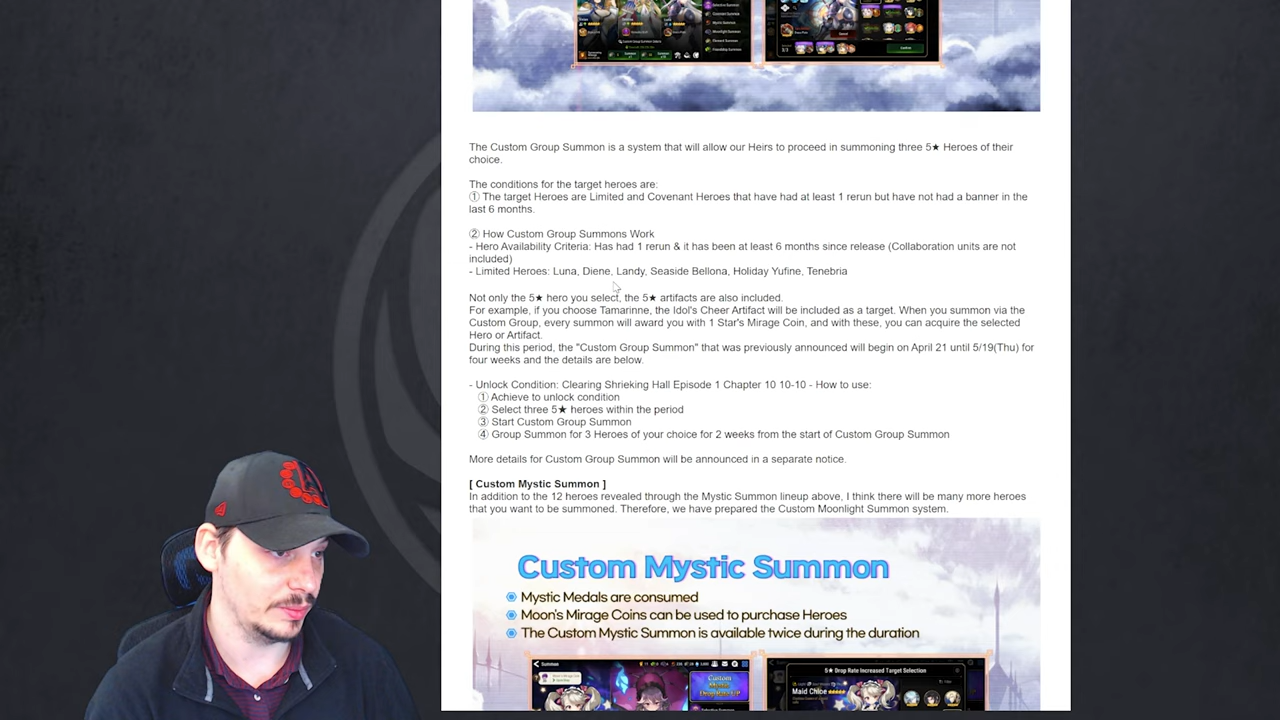 The Custom Group Summon is a system that will allow our Heirs to proceed in summoning three 5★ Heroes of their
choice.
The conditions for the target heroes are:
① The target Heroes are Limited and Covenant Heroes that have had at least 1 rerun but have not had a banner in the
last 6 months.
② How Custom Group Summons Work
- Hero Availability Criteria: Has had 1 rerun & it has been at least 6 months since release (Collaboration units are not
included)
- Limited Heroes: Luna, Diene, Landy, Seaside Bellona, Holiday Yufine, Tenebria
Not only the 5★ hero you select, the 5★ artifacts are also included.
For example, if you choose Tamarinne, the Idol's Cheer Artifact will be included as a target. When you summon via the
Custom Group, every summon will award you with 1 Star's Mirage Coin, and with these, you can acquire the selected
Hero or Artifact.
During this period, the "Custom Group Summon" that was previously announced will begin on April 21 until 5/19(Thu) for
four weeks and the details are below.
- Unlock Condition: Clearing Shrieking Hall Episode 1 Chapter 10 10-10 - How to use:
① Achieve to unlock condition
② Select three 5★ heroes within the period
③ Start Custom Group Summon
④ Group Summon for 3 Heroes of your choice for 2 weeks from the start of Custom Group Summon
More details for Custom Group Summon will be announced in a separate notice.
[ Custom Mystic Summon ]
In addition to the 12 heroes revealed through the Mystic Summon lineup above, I think there will be many more heroes
that you want to be summoned. Therefore, we have prepared the Custom Moonlight Summon system.
Custom Mystic Summon
Mystic Medals are consumed
Moon's Mirage Coins can be used to purchase Heroes
The Custom Mystic Summon is available twice during the duration
Summon
5★ Drop Rate Increased Target Selection
Maid Chloe